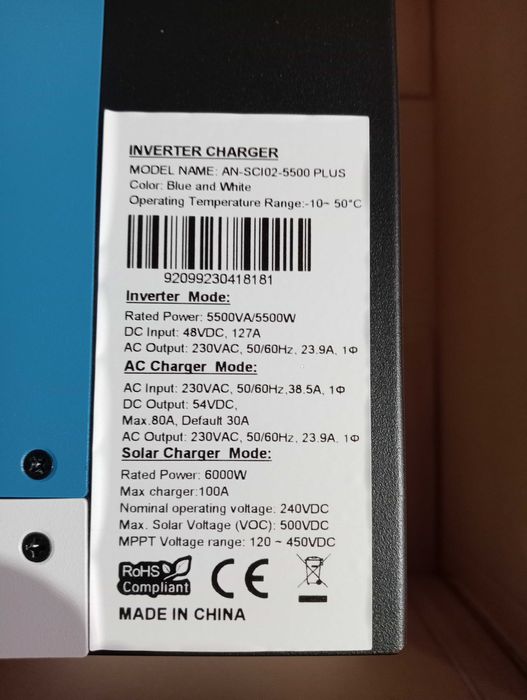 INVERTER CHARGER
MODEL NAME: AN-SCI02-5500 PLUS
Color: Blue and White
Operating Temperature Range:-10~ 50°C
92099230418181
Inverter Mode:
Rated Power: 5500VA/5500W
DC Input: 48VDC, 127A
AC Output: 230VAC, 50/60Hz, 23.9A, 1Φ
AC Charger Mode:
AC Input: 230VAC, 50/60Hz,38.5A, 1Φ
DC Output: 54VDC,
Max.80A, Default 30A
AC Output: 230VAC, 50/60Hz, 23.9A, 1Φ
Solar Charger Mode:
Rated Power: 6000W
Max charger:100A
Nominal operating voltage: 240VDC
Max. Solar Voltage (VOC): 500VDC
MPPT Voltage range: 120 ~ 450VDC
RoHS
Compliant
CE
MADE IN CHINA